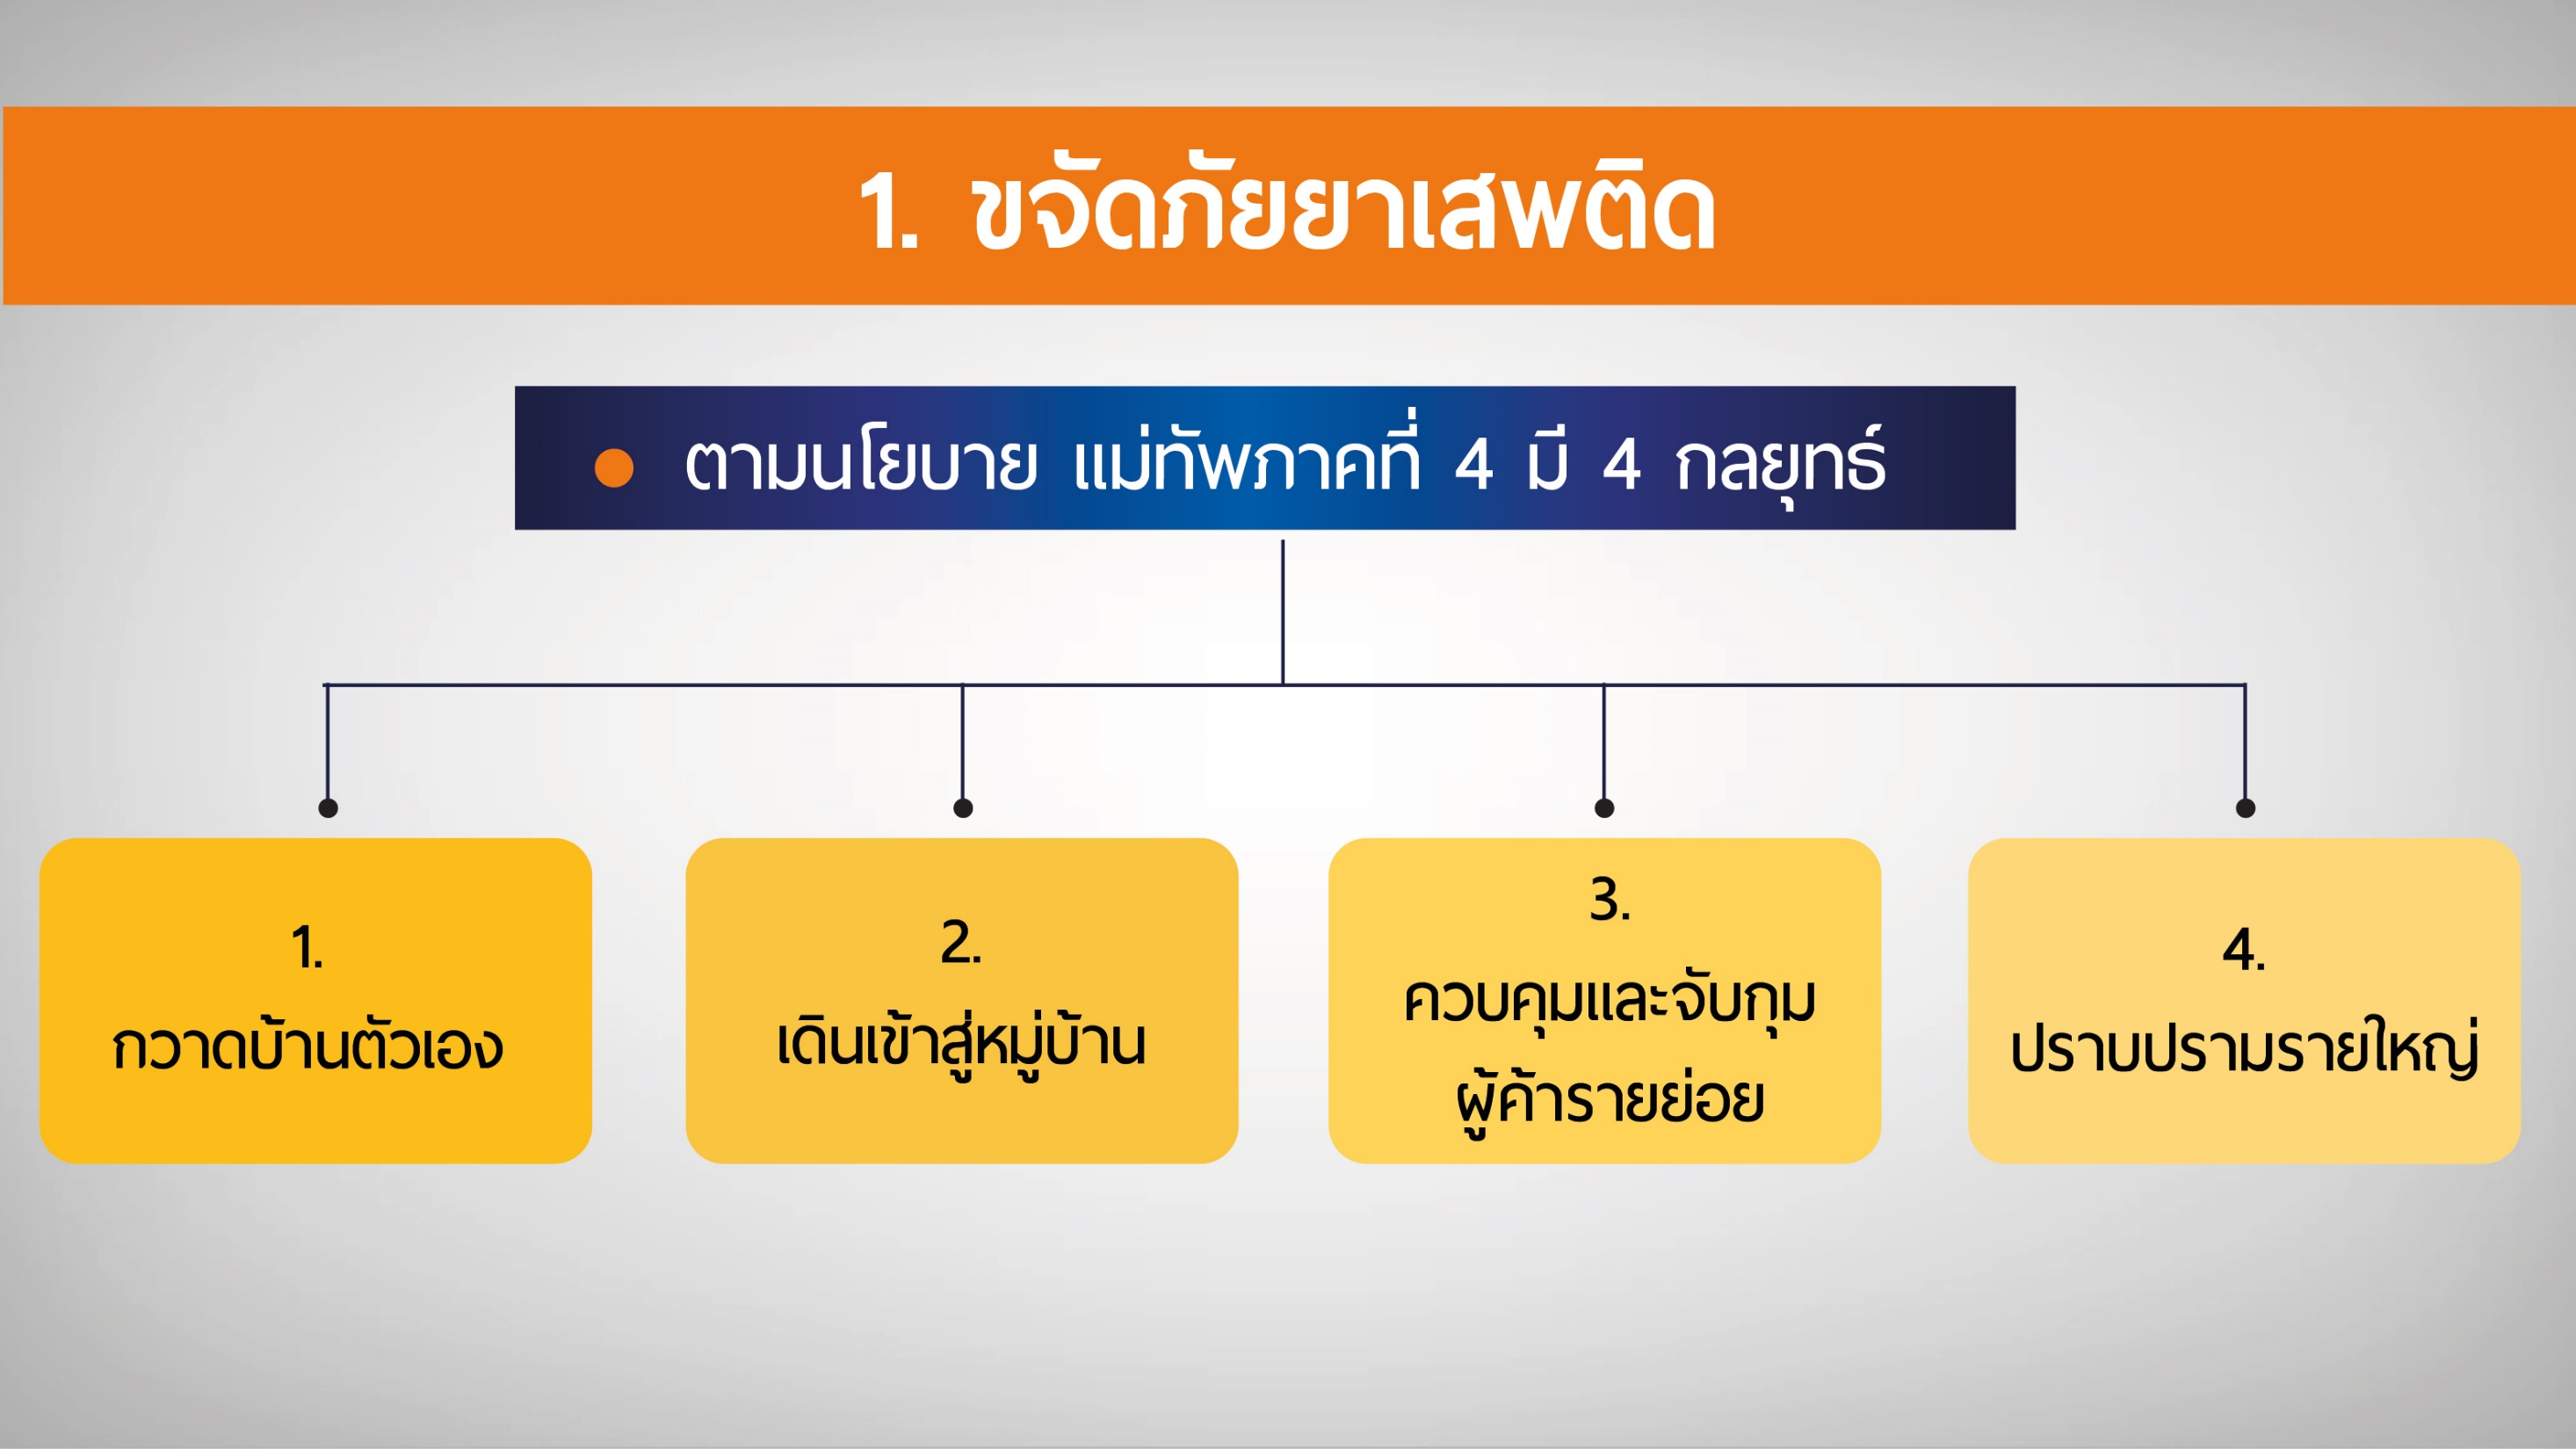 1. ขจัดภัยยาเสพติด
• ตามนโยบาย แม่ทัพภาคที่ 4 มี 4 กลยุทธ์
1.
กวาดบ้านตัวเอง
2.
เดินเข้าสู่หมู่บ้าน
3.
ควบคุมและจับกุม
ผู้ค้ารายย่อย
4.
ปราบปรามรายใหญ่